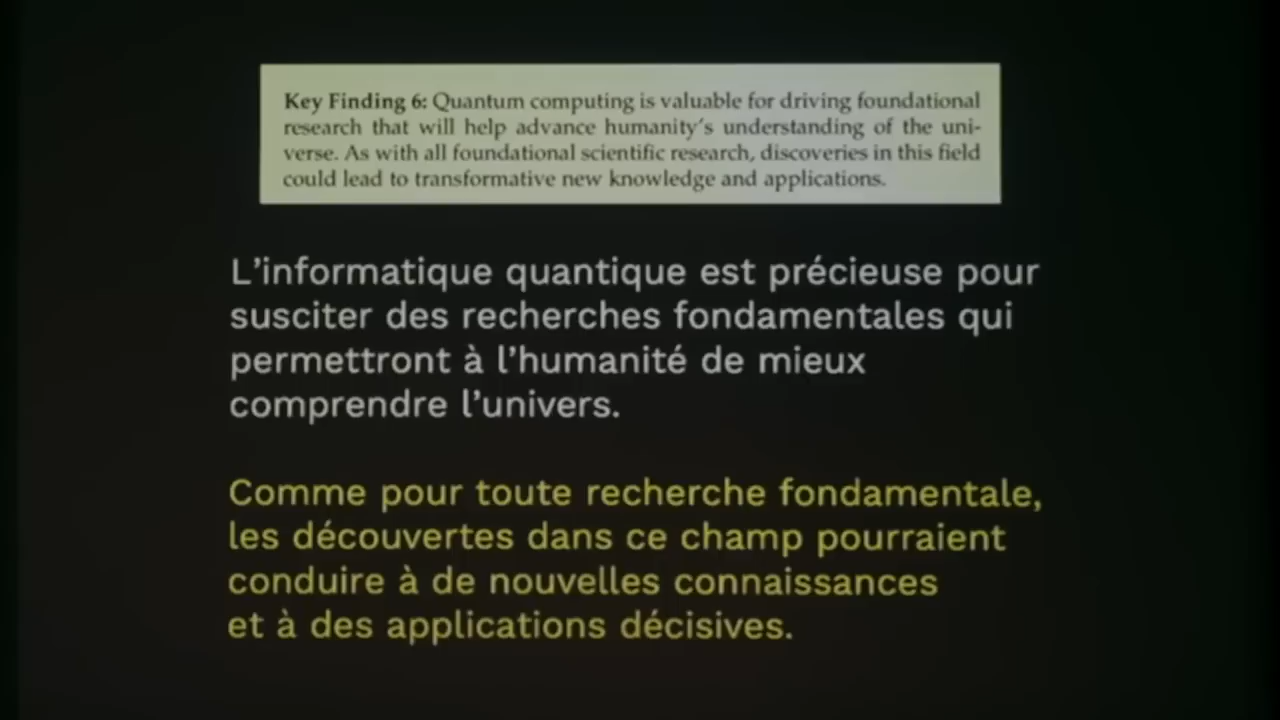 Key Finding 6: Quantum computing is valuable for driving foundational
research that will help advance humanity's understanding of the uni-
verse. As with all foundational scientific research, discoveries in this field
could lead to transformative new knowledge and applications.
L'informatique quantique est précieuse pour
susciter des recherches fondamentales qui
permettront à l'humanité de mieux
comprendre l'univers.
Comme pour toute recherche fondamentale,
les découvertes dans ce champ pourraient
conduire à de nouvelles connaissances
et à des applications décisives.